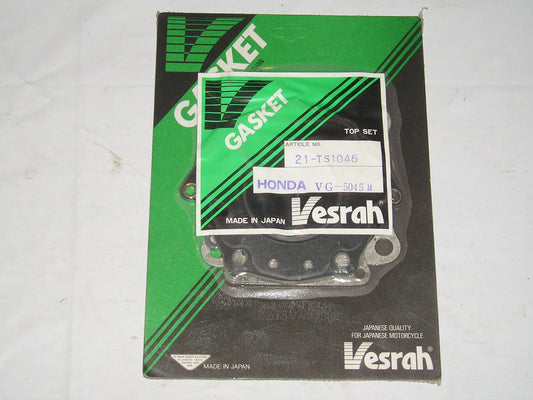 GASKET
GASKET
TOP SET
ARTICLE NO.
21-TS1045
HONDA VG-5045 M
MADE IN JAPAN Vesrah®
JAPANESE QUALITY
FOR JAPANESE MOTORCYCLE
MADE IN JAPAN Vesrah®